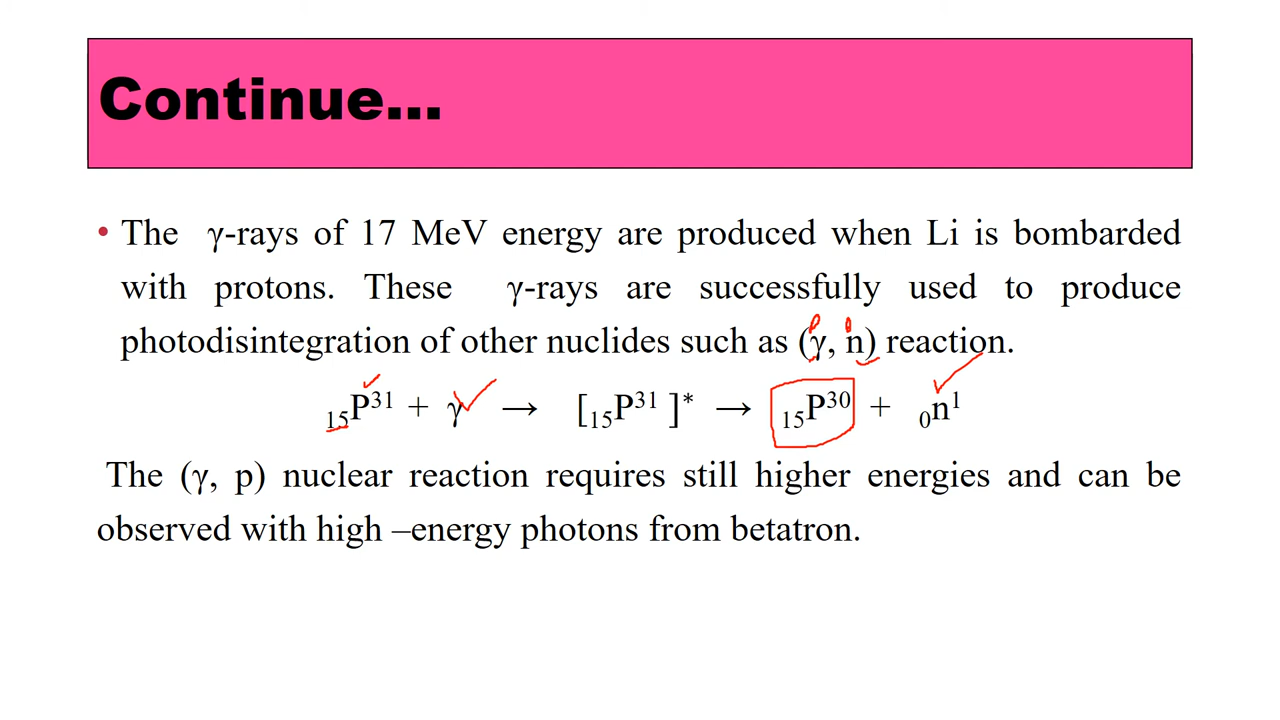 Continue...
• The γ-rays of 17 MeV energy are produced when Li is bombarded
with protons. These γ-rays are successfully used to produce
photodisintegration of other nuclides such as (γ, n) reaction.
₁₅P³¹ + γ → [₁₅P³¹ ]* → ₁₅P³⁰ + ₀n¹
The (γ, p) nuclear reaction requires still higher energies and can be
observed with high –energy photons from betatron.